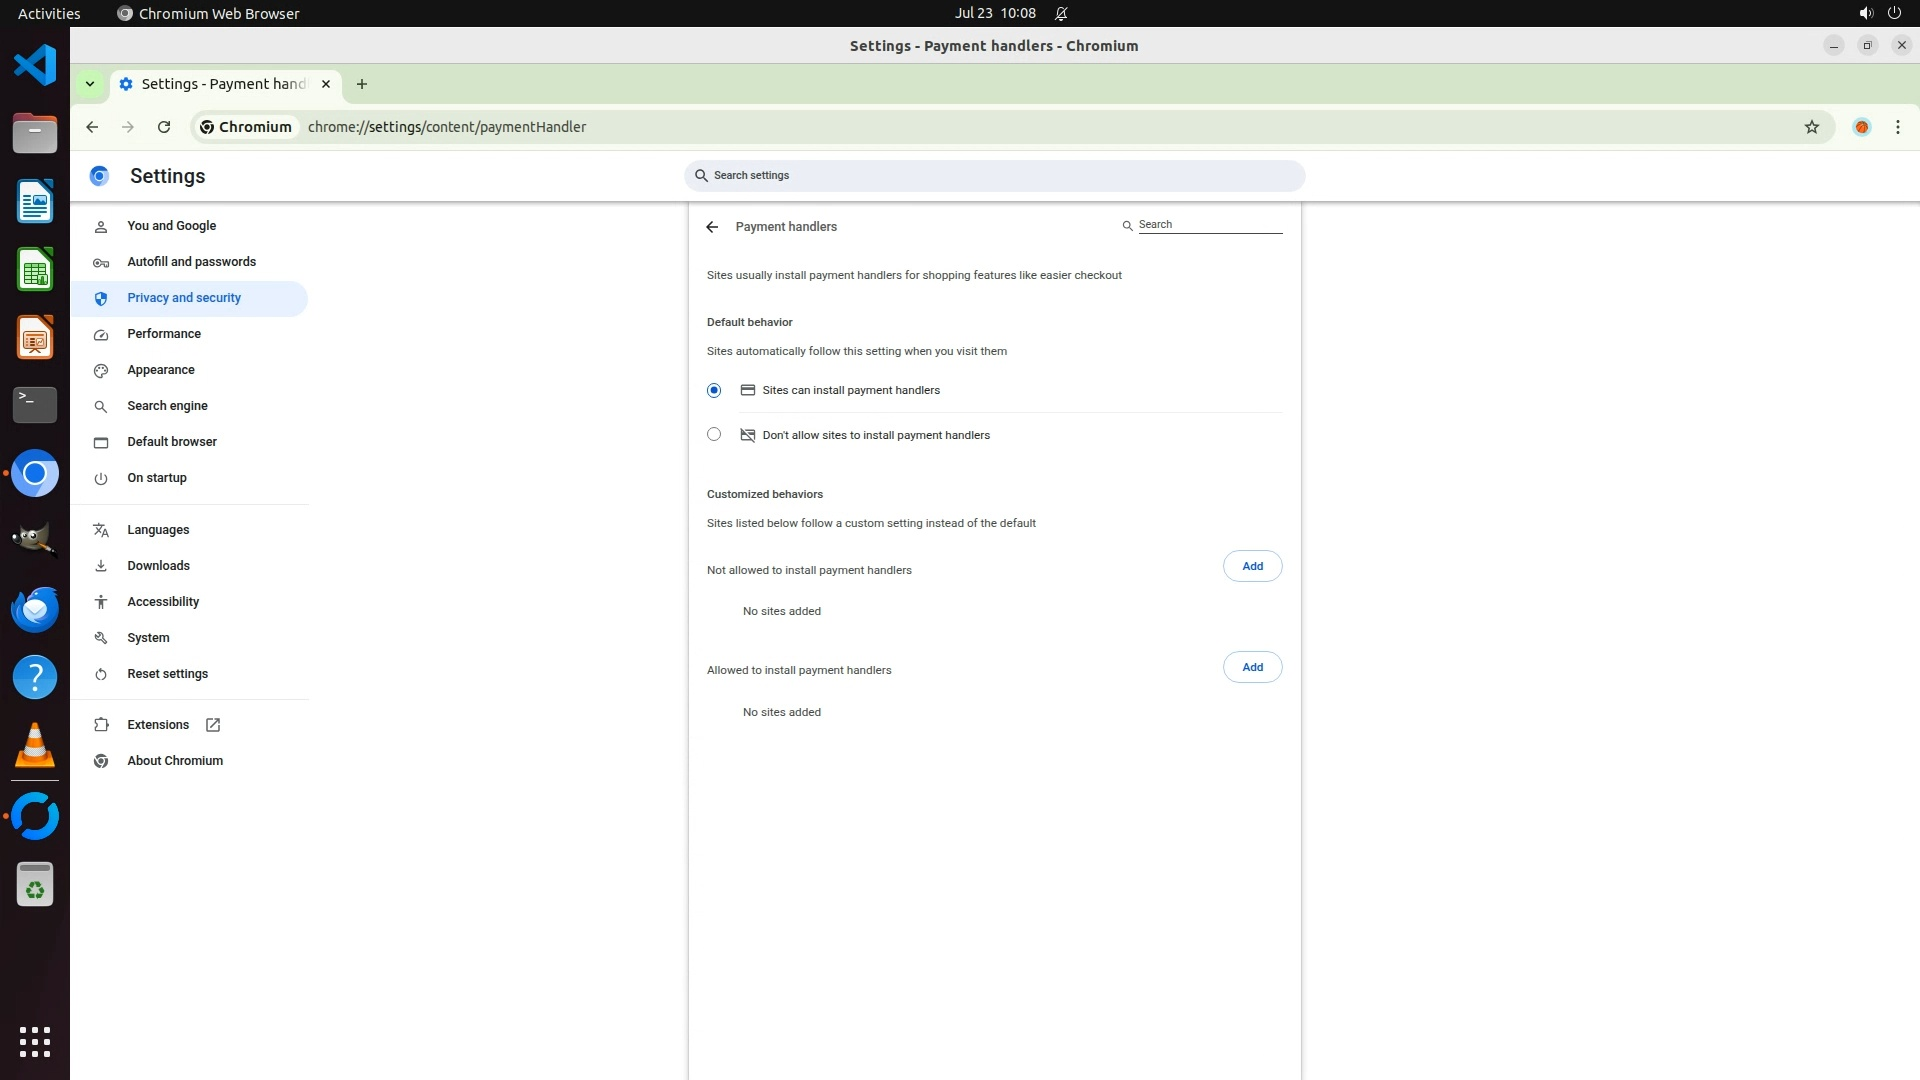 Activities
Chromium Web Browser
Jul 23 10:08
Settings - Payment handlers - Chromium
Settings - Payment hand
Chromium
chrome://settings/content/paymentHandler
Settings
Search settings
You and Google
Autofill and passwords
Privacy and security
Performance
Appearance
Search engine
Default browser
On startup
Languages
Downloads
Accessibility
System
Reset settings
Extensions
About Chromium
Payment handlers
Search
Sites usually install payment handlers for shopping features like easier checkout
Default behavior
Sites automatically follow this setting when you visit them
Sites can install payment handlers
Don't allow sites to install payment handlers
Customized behaviors
Sites listed below follow a custom setting instead of the default
Not allowed to install payment handlers
Add
No sites added
Allowed to install payment handlers
Add
No sites added